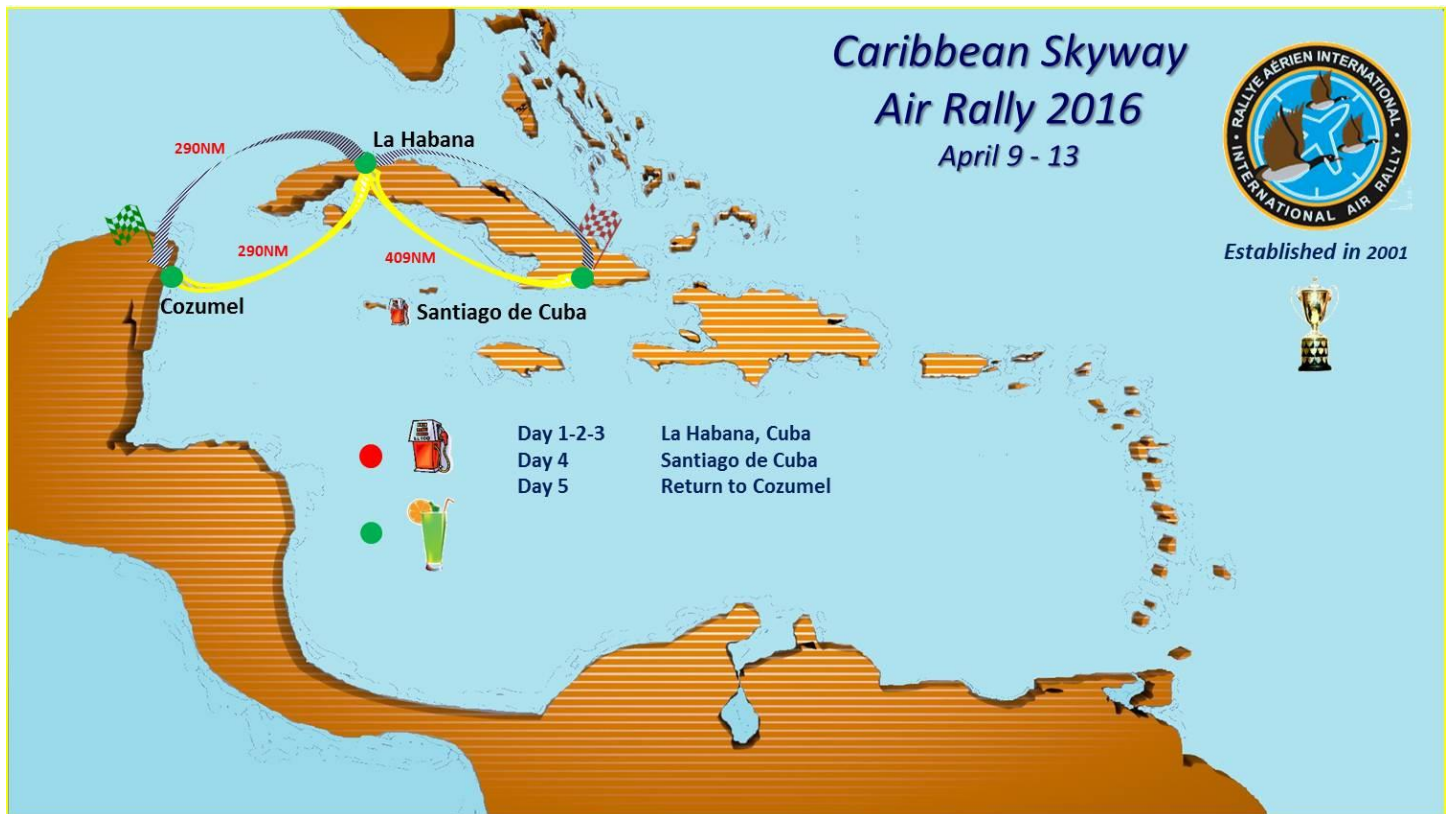 Caribbean Skyway
Air Rally 2016
April 9 - 13
RALLYE AÉRIEN INTERNATIONAL
INTERNATIONAL AIR RALLY
Established in 2001
La Habana
290NM
290NM
409NM
Cozumel
Santiago de Cuba
Day 1-2-3 La Habana, Cuba
Day 4 Santiago de Cuba
Day 5 Return to Cozumel